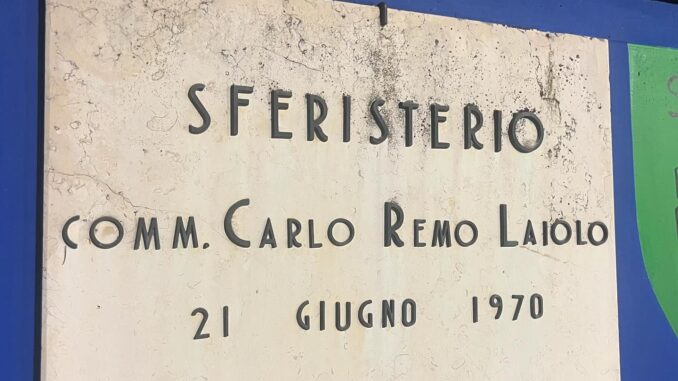 SFERISTERIO
COMM. CARLO REMO LAIOLO
21 GIUGNO 1970